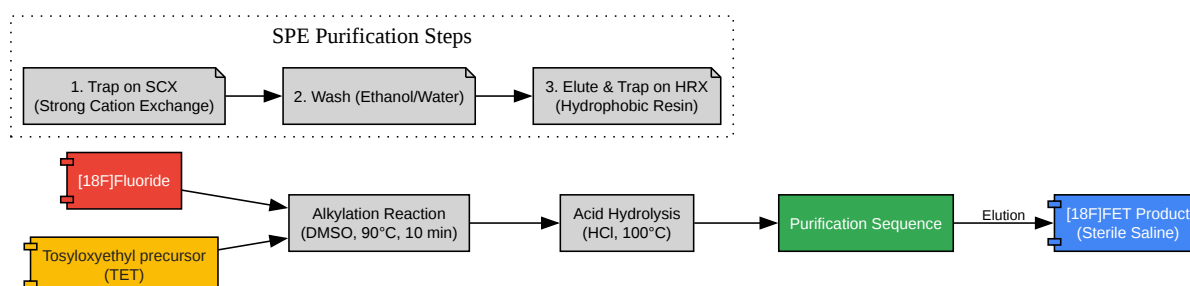 SPE Purification Steps
1. Trap on SCX
(Strong Cation Exchange)
2. Wash (Ethanol/Water)
3. Elute & Trap on HRX
(Hydrophobic Resin)
[18F]Fluoride
Tosyloxyethyl precursor
(TET)
Alkylation Reaction
(DMSO, 90°C, 10 min)
Acid Hydrolysis
(HCl, 100°C)
Purification Sequence
Elution
[18F]FET Product
(Sterile Saline)